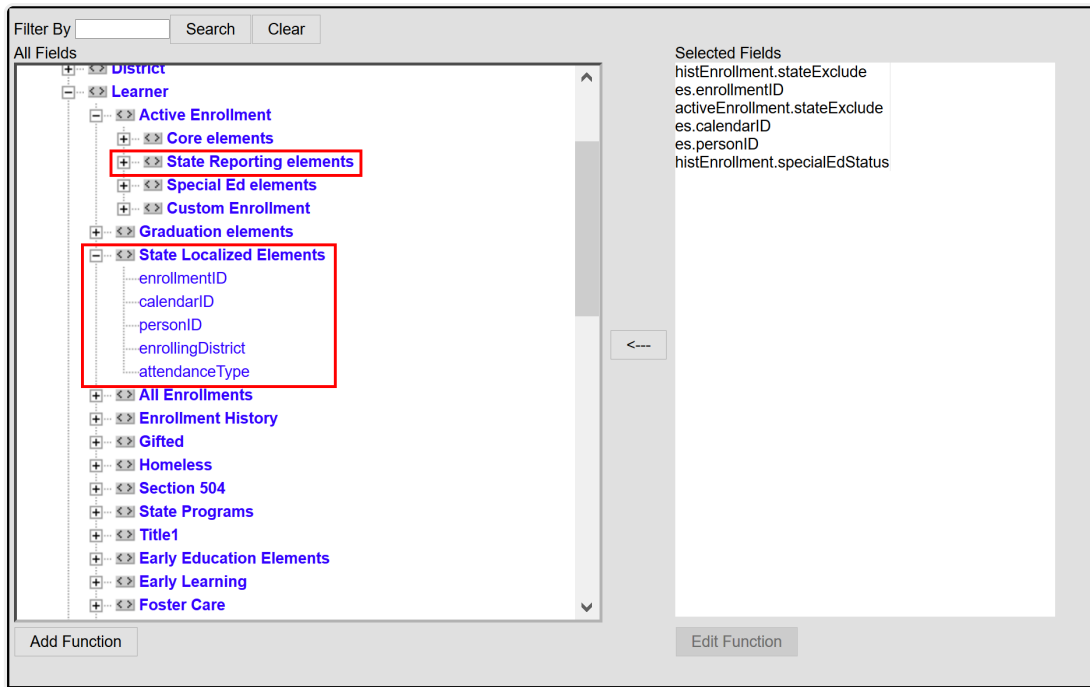 Filter By Search Clear
All Fields
District
Learner
Active Enrollment
Core elements
State Reporting elements
Special Ed elements
Custom Enrollment
Graduation elements
State Localized Elements
enrollmentID
calendarID
personID
enrollingDistrict
attendanceType
All Enrollments
Enrollment History
Gifted
Homeless
Section 504
State Programs
Title1
Early Education Elements
Early Learning
Foster Care
Add Function
<---
Selected Fields
histEnrollment.stateExclude
es.enrollmentID
activeEnrollment.stateExclude
es.calendarID
es.personID
histEnrollment.specialEdStatus
Edit Function